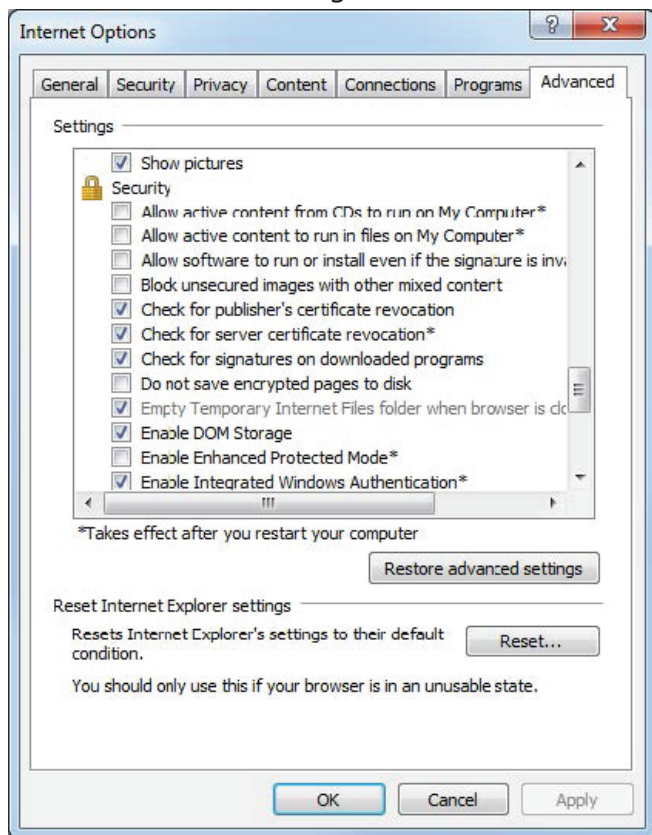 Internet Options
General Security Privacy Content Connections Programs Advanced
Settings
Show pictures
Security
Allow active content from CDs to run on My Computer*
Allow active content to run in files on My Computer*
Allow software to run or install even if the signature is inva
Block unsecured images with other mixed content
Check for publisher's certificate revocation
Check for server certificate revocation*
Check for signatures on downloaded programs
Do not save encrypted pages to disk
Empty Temporary Internet Files folder when browser is clo
Enable DOM Storage
Enable Enhanced Protected Mode*
Enable Integrated Windows Authentication*
*Takes effect after you restart your computer
Restore advanced settings
Reset Internet Explorer settings
Resets Internet Explorer's settings to their default
condition.
Reset...
You should only use this if your browser is in an unusable state.
OK Cancel Apply